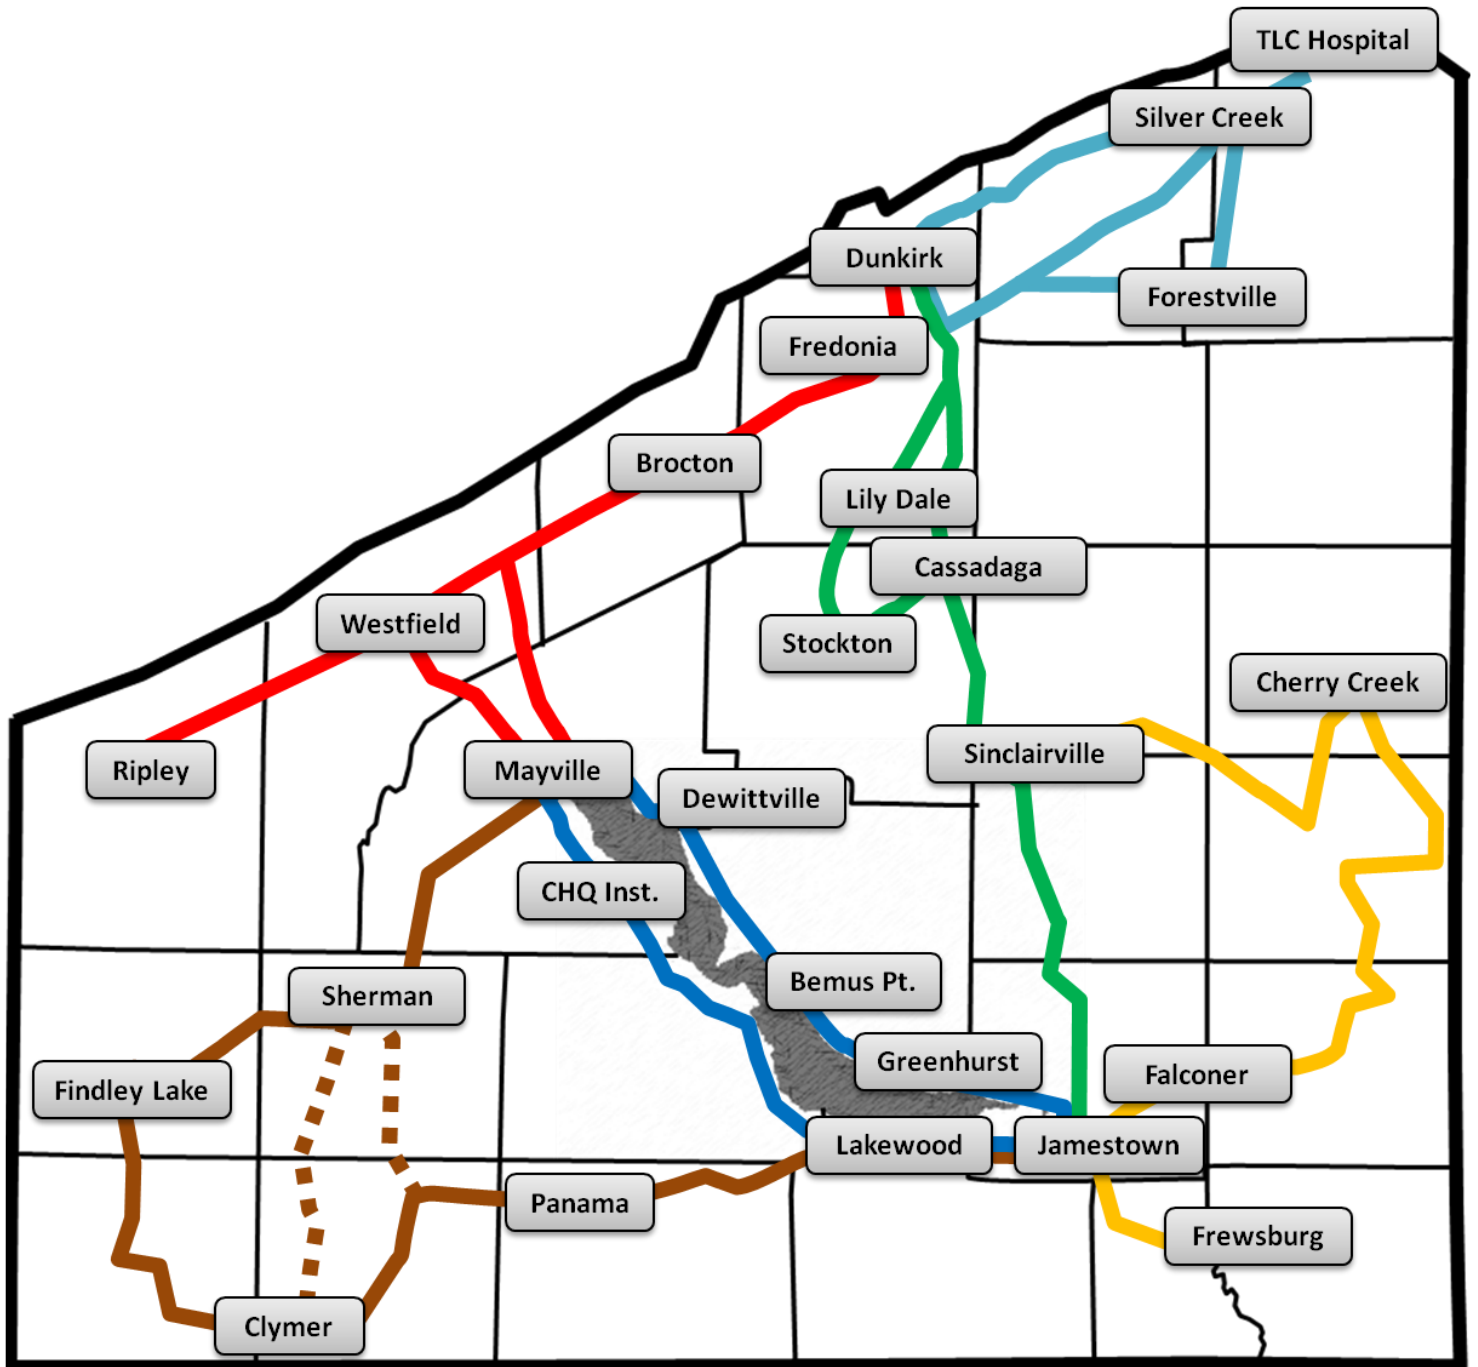 TLC Hospital
Silver Creek
Dunkirk
Forestville
Fredonia
Brocton
Lily Dale
Cassadaga
Westfield
Stockton
Cherry Creek
Sinclairville
Ripley
Mayville
Dewittville
CHQ Inst.
Bemus Pt.
Sherman
Greenhurst
Falconer
Findley Lake
Lakewood
Jamestown
Panama
Frewsburg
Clymer